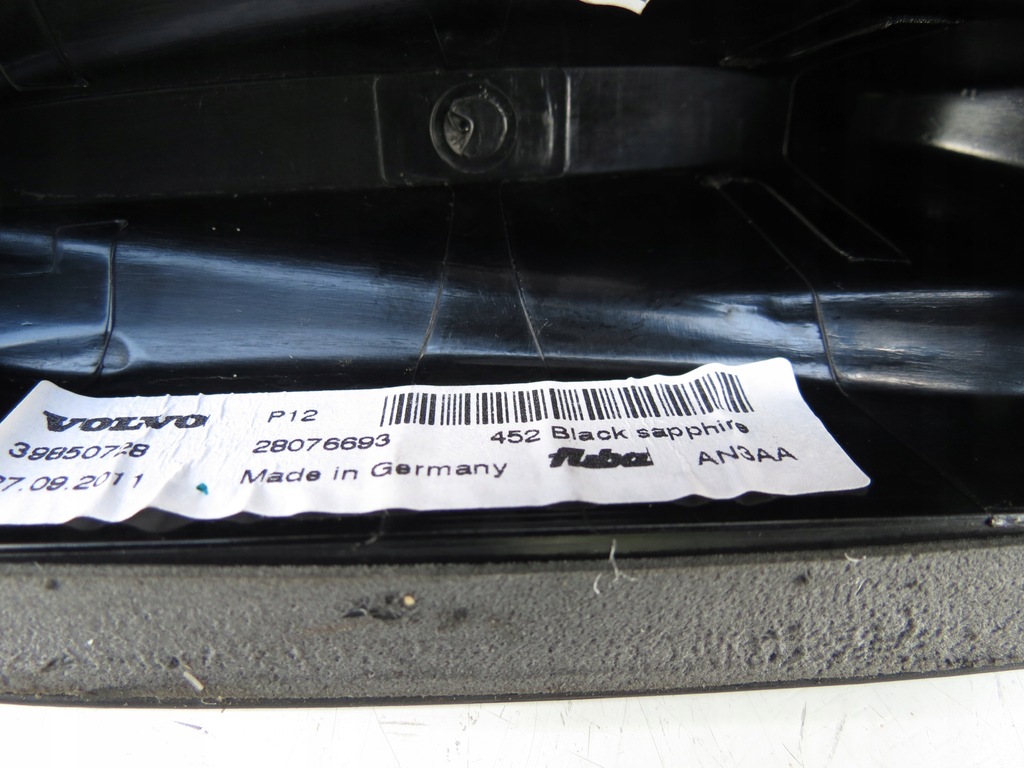 VOLVO P12
39850728 28076693 452 Black sapphire
27.09.2011 Made in Germany fuba AN3AA